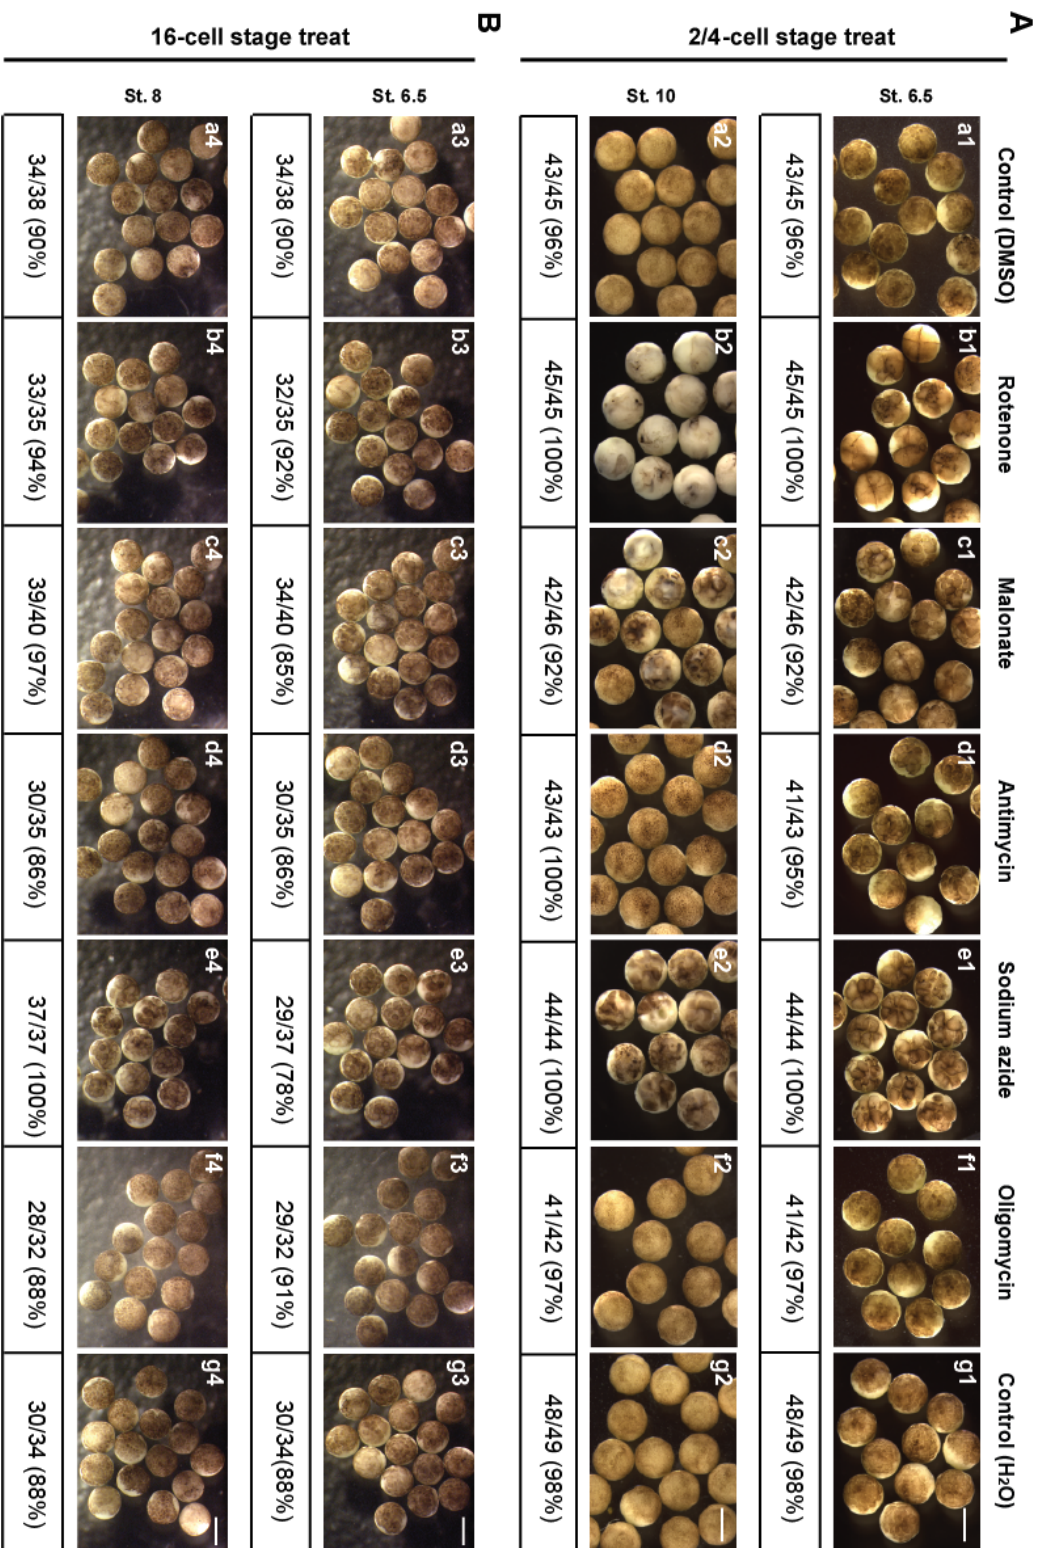 A
Control (DMSO) Rotenone Malonate Antimycin Sodium azide Oligomycin Control (H2O)
2/4-cell stage treat
St. 6.5
a1 b1 c1 d1 e1 f1 g1
43/45 (96%) 45/45 (100%) 42/46 (92%) 41/43 (95%) 44/44 (100%) 41/42 (97%) 48/49 (98%)
St. 10
a2 b2 c2 d2 e2 f2 g2
43/45 (96%) 45/45 (100%) 42/46 (92%) 43/43 (100%) 44/44 (100%) 41/42 (97%) 48/49 (98%)
B
16-cell stage treat
St. 6.5
a3 b3 c3 d3 e3 f3 g3
34/38 (90%) 32/35 (92%) 34/40 (85%) 30/35 (86%) 29/37 (78%) 29/32 (91%) 30/34(88%)
St. 8
a4 b4 c4 d4 e4 f4 g4
34/38 (90%) 33/35 (94%) 39/40 (97%) 30/35 (86%) 37/37 (100%) 28/32 (88%) 30/34 (88%)